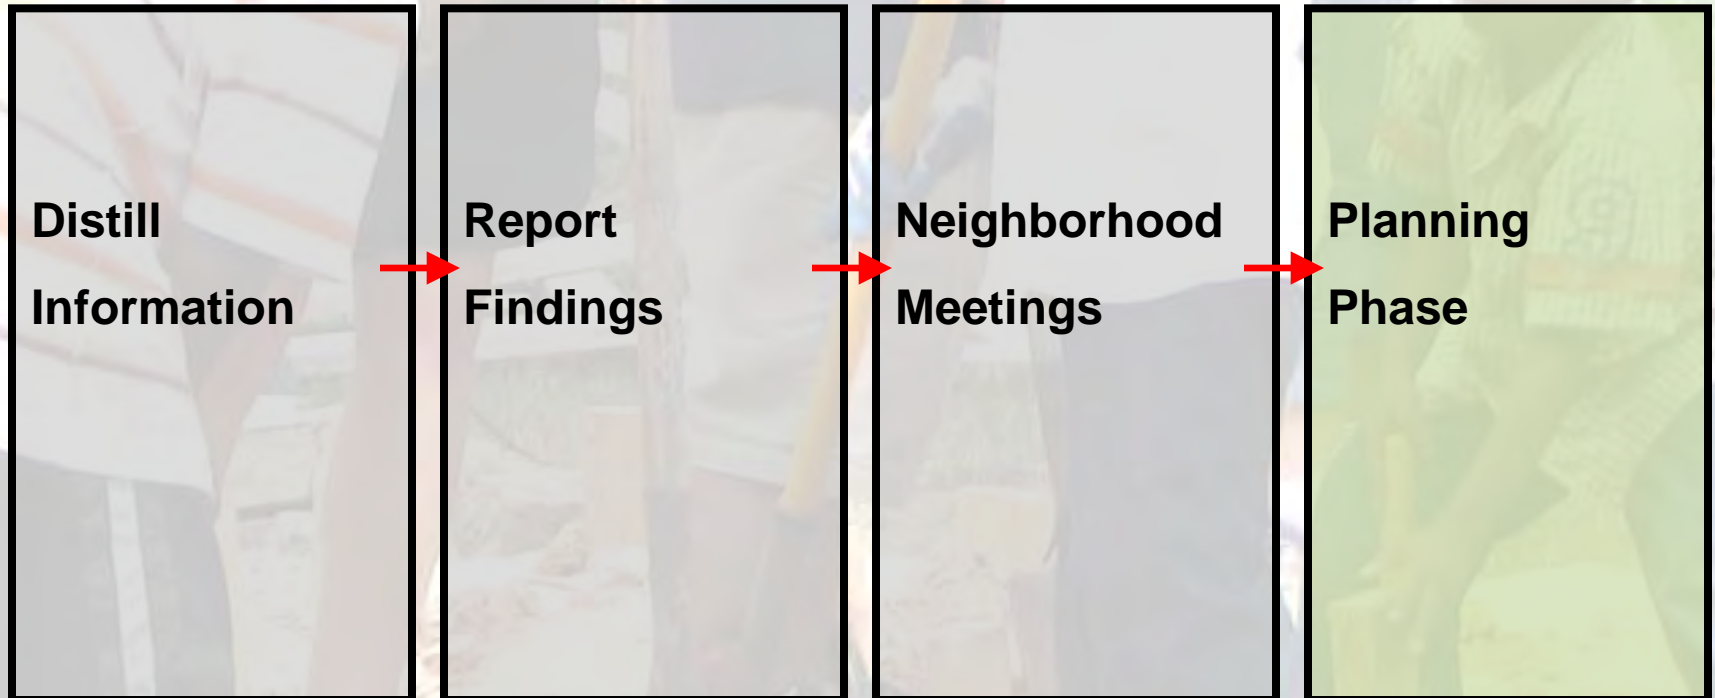 Distill
Information
Report
Findings
Neighborhood
Meetings
Planning
Phase